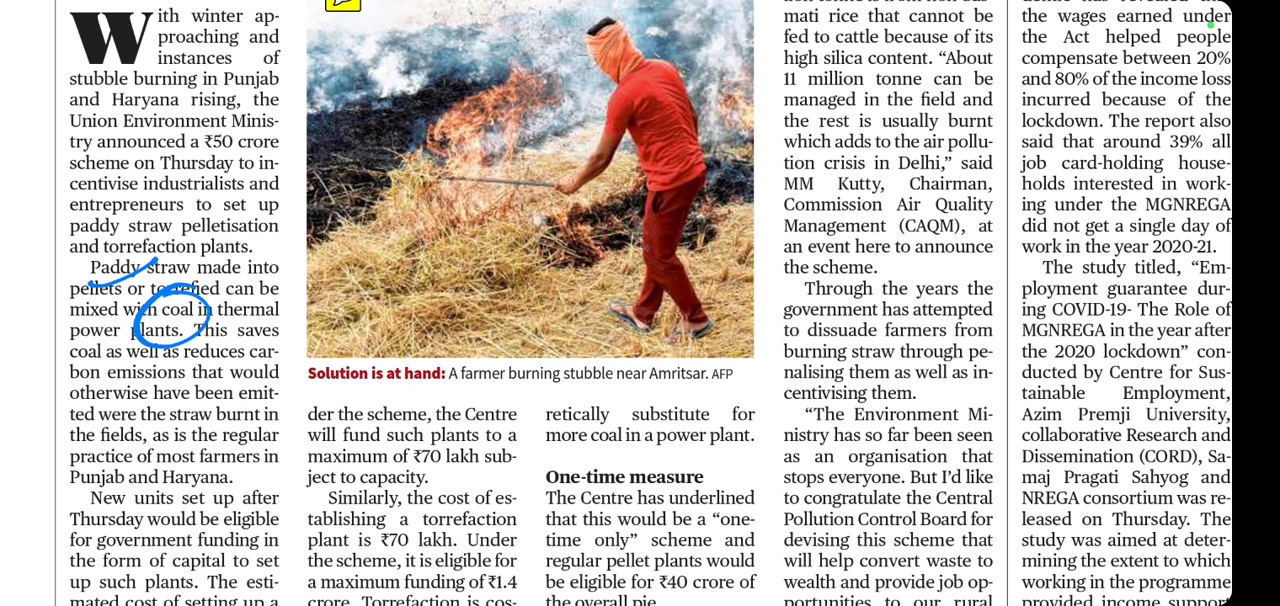 With winter ap-
proaching and
instances of
stubble burning in Punjab
and Haryana rising, the
Union Environment Minis-
try announced a ₹50 crore
scheme on Thursday to in-
centivise industrialists and
entrepreneurs to set up
paddy straw pelletisation
and torrefaction plants.
Paddy straw made into
pellets or torrefied can be
mixed with coal in thermal
power plants. This saves
coal as well as reduces car-
bon emissions that would
otherwise have been emit-
ted were the straw burnt in
the fields, as is the regular
practice of most farmers in
Punjab and Haryana.
New units set up after
Thursday would be eligible
for government funding in
the form of capital to set
up such plants. The esti-
mated cost of setting up a
Solution is at hand: A farmer burning stubble near Amritsar. AFP
der the scheme, the Centre
will fund such plants to a
maximum of ₹70 lakh sub-
ject to capacity.
Similarly, the cost of es-
tablishing a torrefaction
plant is ₹70 lakh. Under
the scheme, it is eligible for
a maximum funding of ₹1.4
crore. Torrefaction is cos-
retically substitute for
more coal in a power plant.
One-time measure
The Centre has underlined
that this would be a “one-
time only” scheme and
regular pellet plants would
be eligible for ₹40 crore of
the overall pie.
mati rice that cannot be
fed to cattle because of its
high silica content. “About
11 million tonne can be
managed in the field and
the rest is usually burnt
which adds to the air pollu-
tion crisis in Delhi,” said
MM Kutty, Chairman,
Commission Air Quality
Management (CAQM), at
an event here to announce
the scheme.
Through the years the
government has attempted
to dissuade farmers from
burning straw through pe-
nalising them as well as in-
centivising them.
“The Environment Mi-
nistry has so far been seen
as an organisation that
stops everyone. But I’d like
to congratulate the Central
Pollution Control Board for
devising this scheme that
will help convert waste to
wealth and provide job op-
portunities to our rural
the wages earned under
the Act helped people
compensate between 20%
and 80% of the income loss
incurred because of the
lockdown. The report also
said that around 39% all
job card-holding house-
holds interested in work-
ing under the MGNREGA
did not get a single day of
work in the year 2020-21.
The study titled, “Em-
ployment guarantee dur-
ing COVID-19- The Role of
MGNREGA in the year after
the 2020 lockdown” con-
ducted by Centre for Sus-
tainable Employment,
Azim Premji University,
collaborative Research and
Dissemination (CORD), Sa-
maj Pragati Sahyog and
NREGA consortium was re-
leased on Thursday. The
study was aimed at deter-
mining the extent to which
working in the programme
provided income support